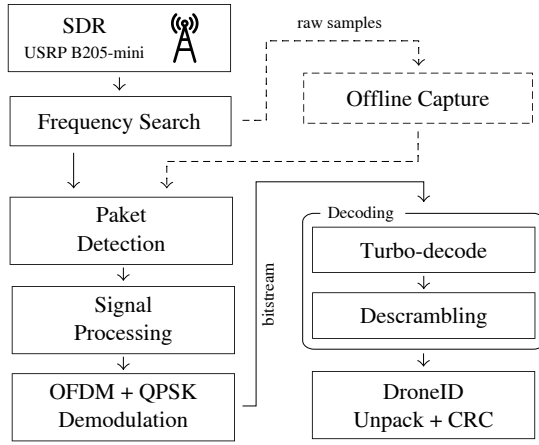 SDR
USRP B205-mini
raw samples
Frequency Search
Offline Capture
Paket
Detection
Signal
Processing
OFDM + QPSK
Demodulation
bitstream
Decoding
Turbo-decode
Descrambling
DroneID
Unpack + CRC